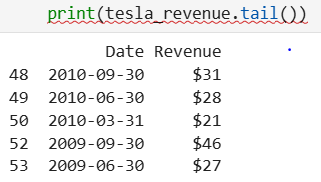 print(tesla_revenue.tail())
Date Revenue
48 2010-09-30 $31
49 2010-06-30 $28
50 2010-03-31 $21
52 2009-09-30 $46
53 2009-06-30 $27